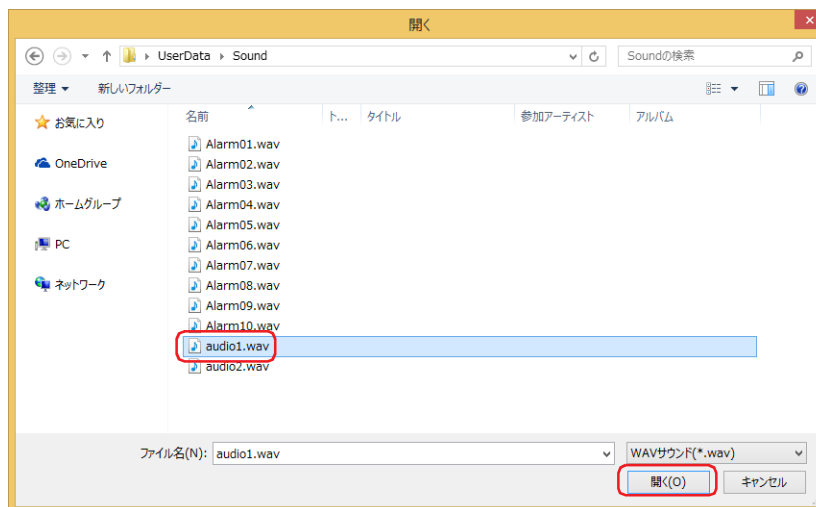 開く
UserData Sound
Soundの検索
整理 新しいフォルダー
名前 ト... タイトル 参加アーティスト アルバム
お気に入り
OneDrive
ホームグループ
PC
ネットワーク
Alarm01.wav
Alarm02.wav
Alarm03.wav
Alarm04.wav
Alarm05.wav
Alarm06.wav
Alarm07.wav
Alarm08.wav
Alarm09.wav
Alarm10.wav
audio1.wav
audio2.wav
ファイル名(N): audio1.wav
WAVサウンド(*.wav)
開く(O) キャンセル